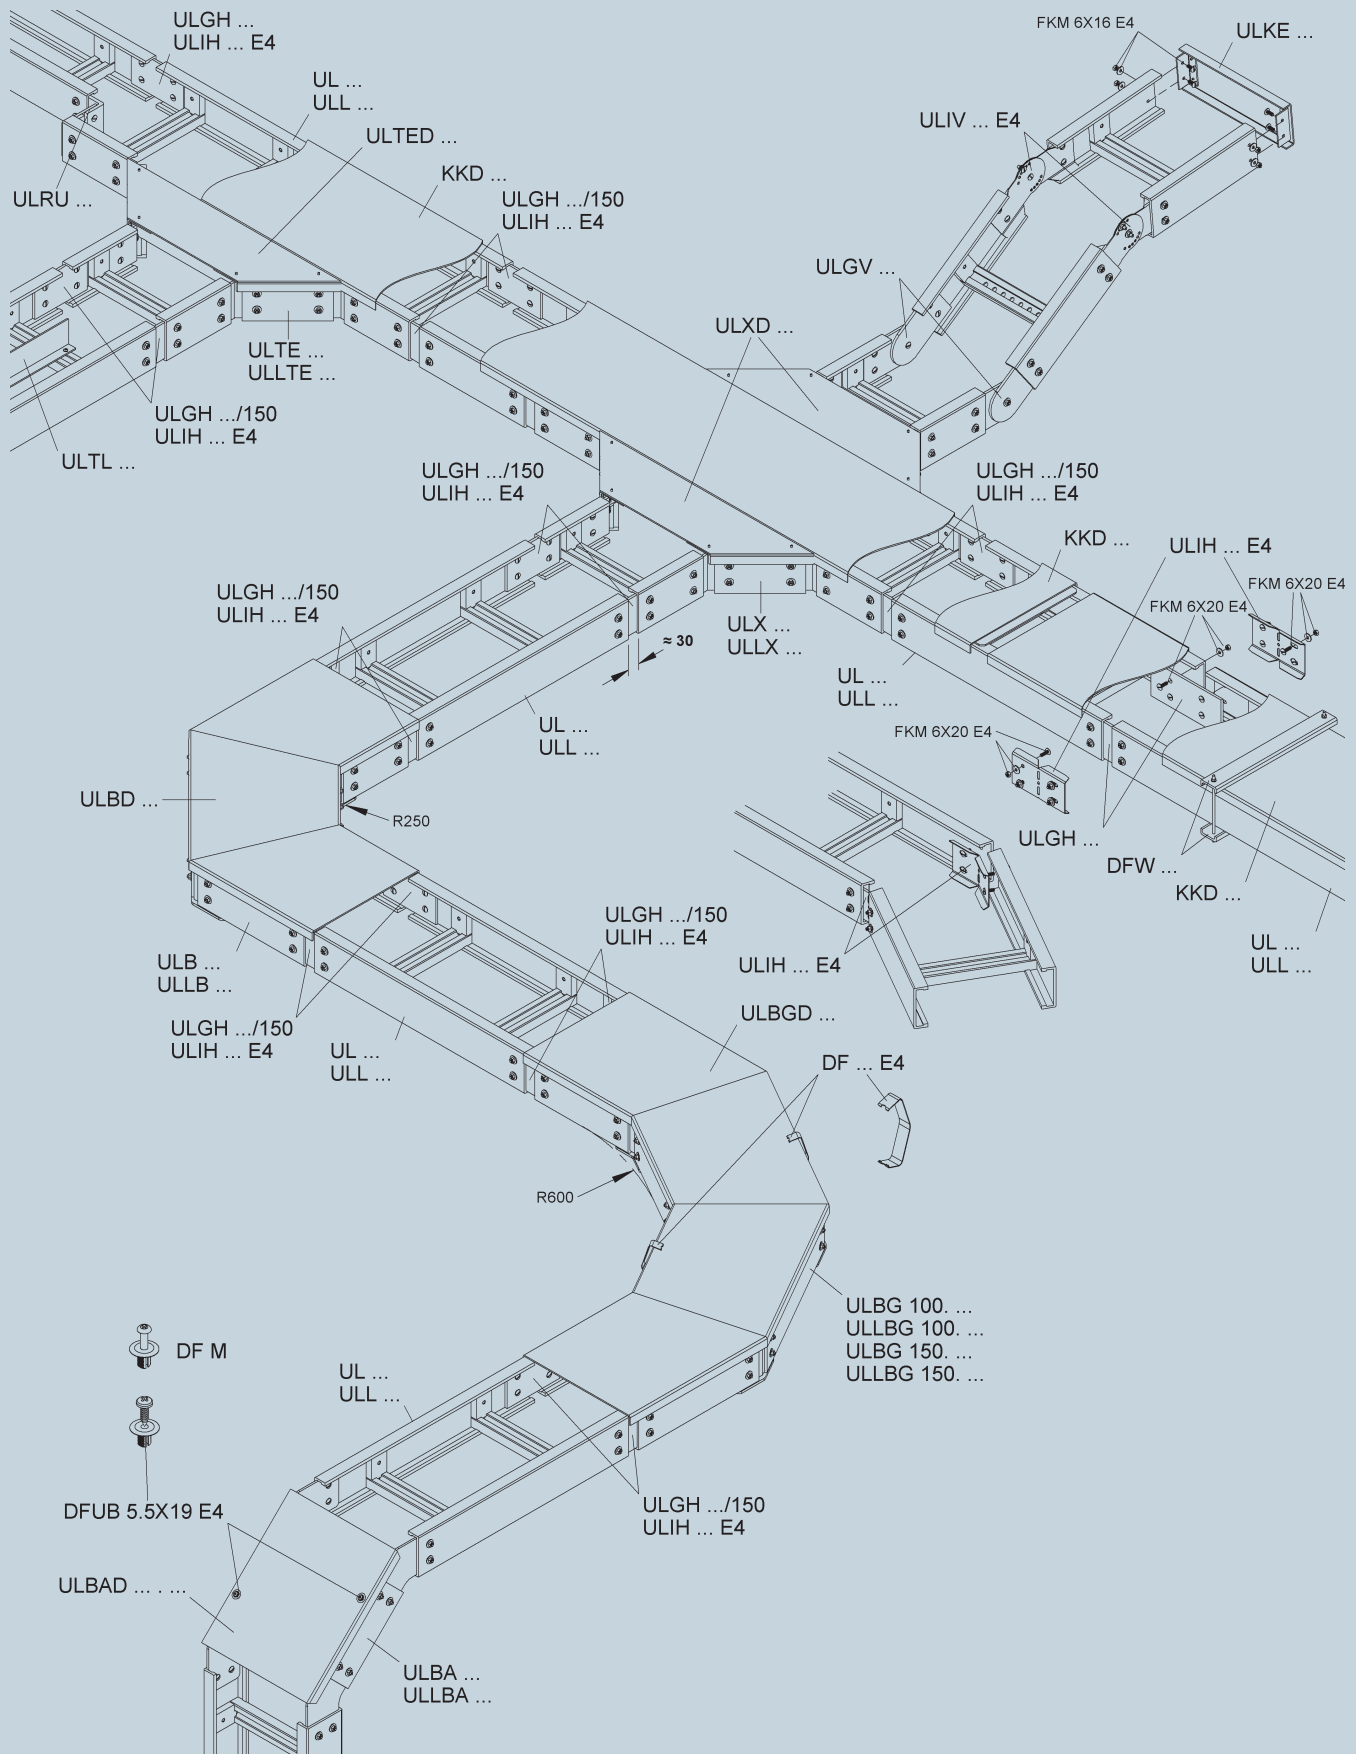 ULGH ...
ULIH ... E4
UL ...
ULL ...
ULTED ...
KKD ...
ULGH .../150
ULIH ... E4
FKM 6X16 E4
ULKE ...
ULIV ... E4
ULRU ...
ULGV ...
ULXD ...
ULTE ...
ULLTE ...
ULGH .../150
ULIH ... E4
ULTL ...
ULGH .../150
ULIH ... E4
ULGH .../150
ULIH ... E4
KKD ...
ULIH ... E4
FKM 6X20 E4
FKM 6X20 E4
ULGH .../150
ULIH ... E4
≈ 30
ULX ...
ULLX ...
UL ...
ULL ...
UL ...
ULL ...
FKM 6X20 E4
ULBD ...
R250
ULGH ...
DFW ...
KKD ...
UL ...
ULL ...
ULGH .../150
ULIH ... E4
ULIH ... E4
ULB ...
ULLB ...
ULGH .../150
ULIH ... E4
UL ...
ULL ...
ULBGD ...
DF ... E4
R600
ULBG 100. ...
ULLBG 100. ...
ULBG 150. ...
ULLBG 150. ...
DF M
UL ...
ULL ...
DFUB 5.5X19 E4
ULGH .../150
ULIH ... E4
ULBAD ... . ...
ULBA ...
ULLBA ...